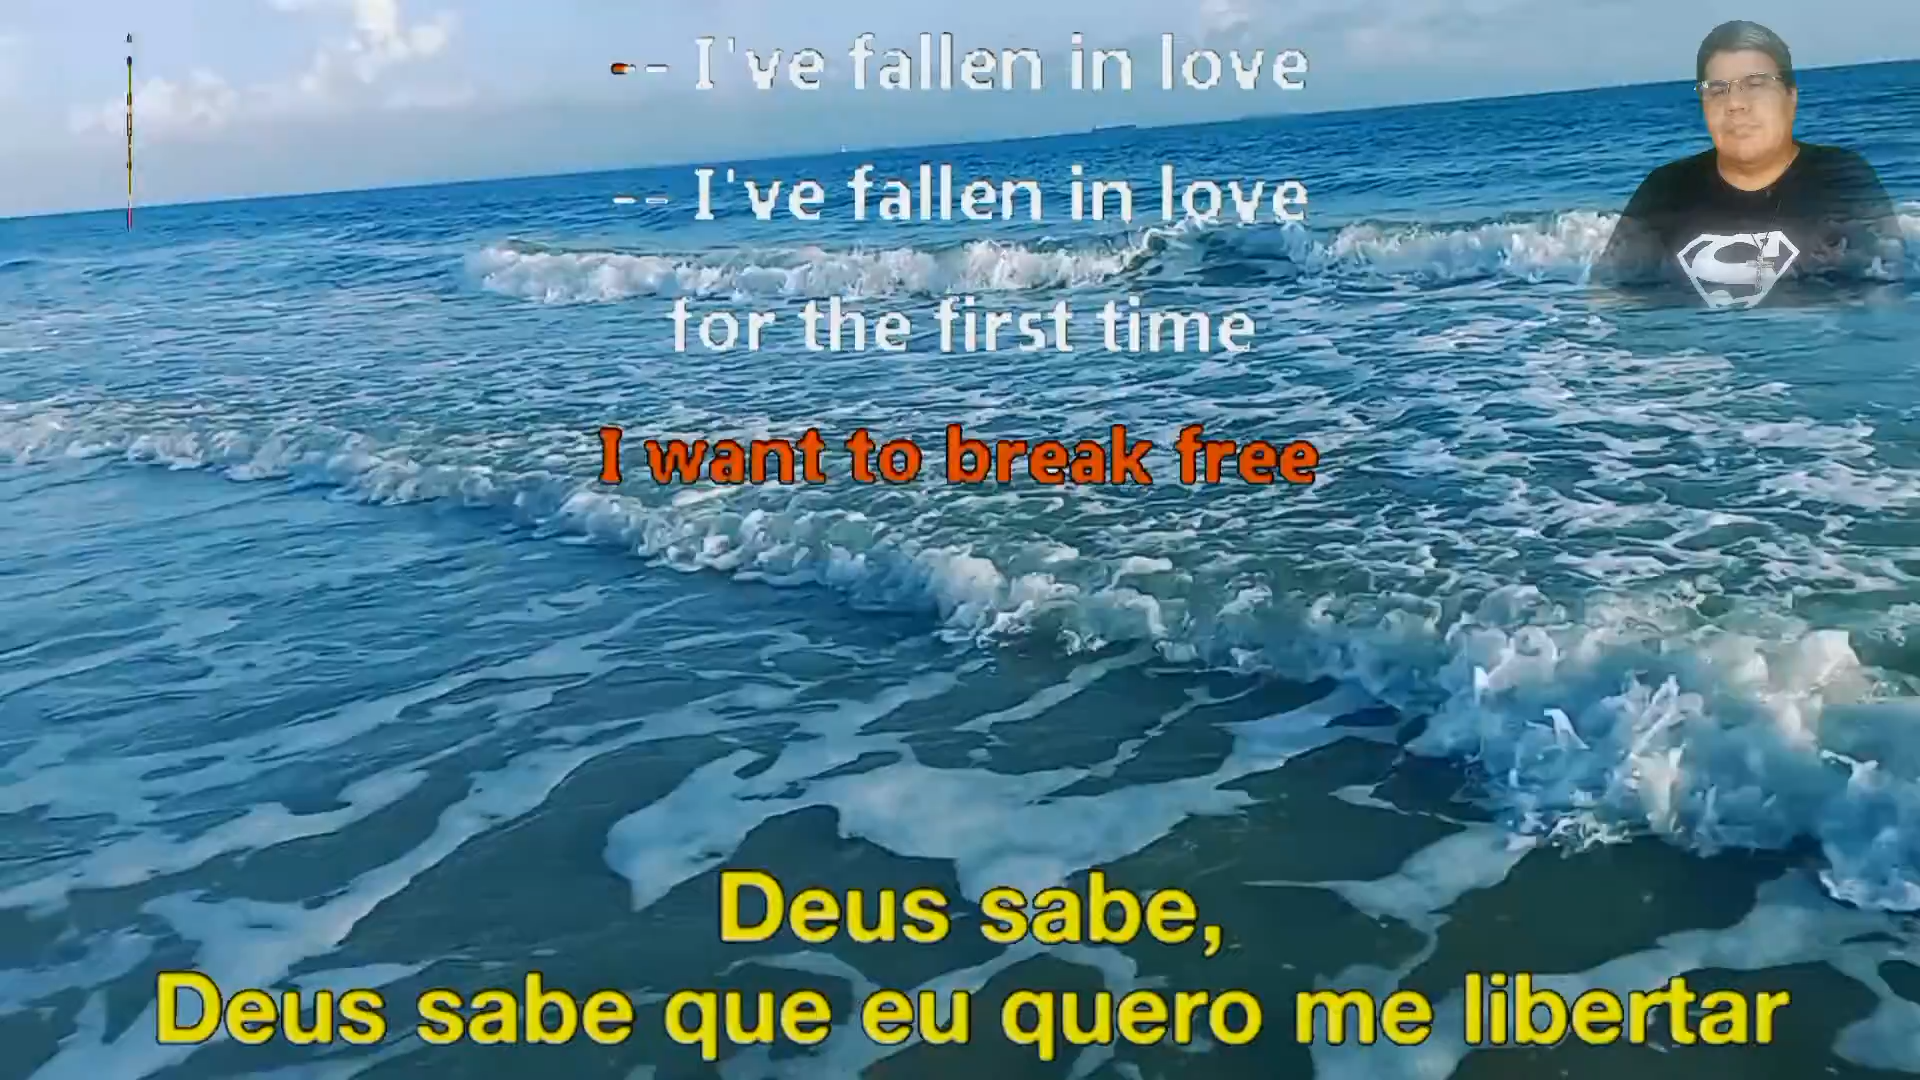 -- I've fallen in love
-- I've fallen in love
for the first time
I want to break free
Deus sabe,
Deus sabe que eu quero me libertar